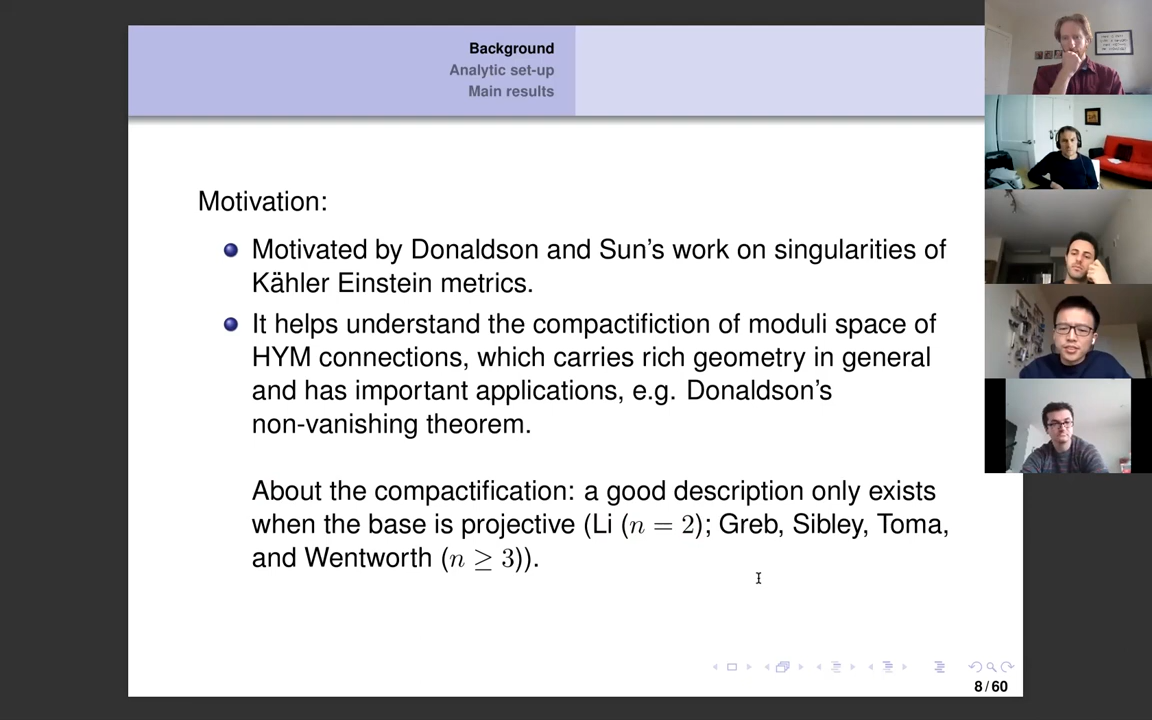 Background
Analytic set-up
Main results
Motivation:
Motivated by Donaldson and Sun's work on singularities of
Kähler Einstein metrics.
It helps understand the compactifiction of moduli space of
HYM connections, which carries rich geometry in general
and has important applications, e.g. Donaldson's
non-vanishing theorem.
About the compactification: a good description only exists
when the base is projective (Li (n = 2); Greb, Sibley, Toma,
and Wentworth (n ≥ 3)).
8/60